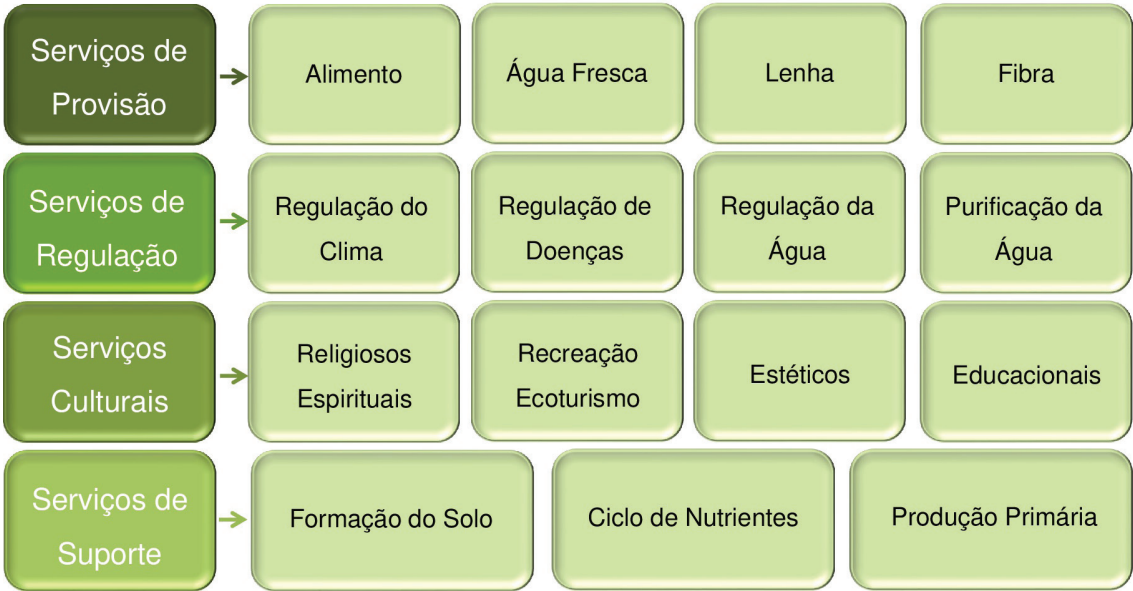 Serviços de
Provisão
Alimento
Água Fresca
Lenha
Fibra
Serviços de
Regulação
Regulação do
Clima
Regulação de
Doenças
Regulação da
Água
Purificação da
Água
Serviços
Culturais
Religiosos
Espirituais
Recreação
Ecoturismo
Estéticos
Educacionais
Serviços de
Suporte
Formação do Solo
Ciclo de Nutrientes
Produção Primária